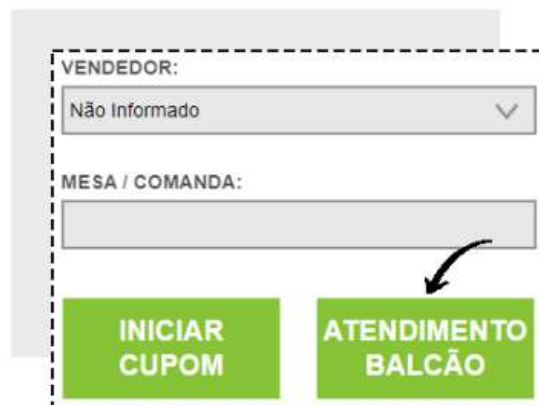 VENDEDOR:
Não Informado
MESA / COMANDA:
INICIAR
CUPOM
ATENDIMENTO
BALCÃO